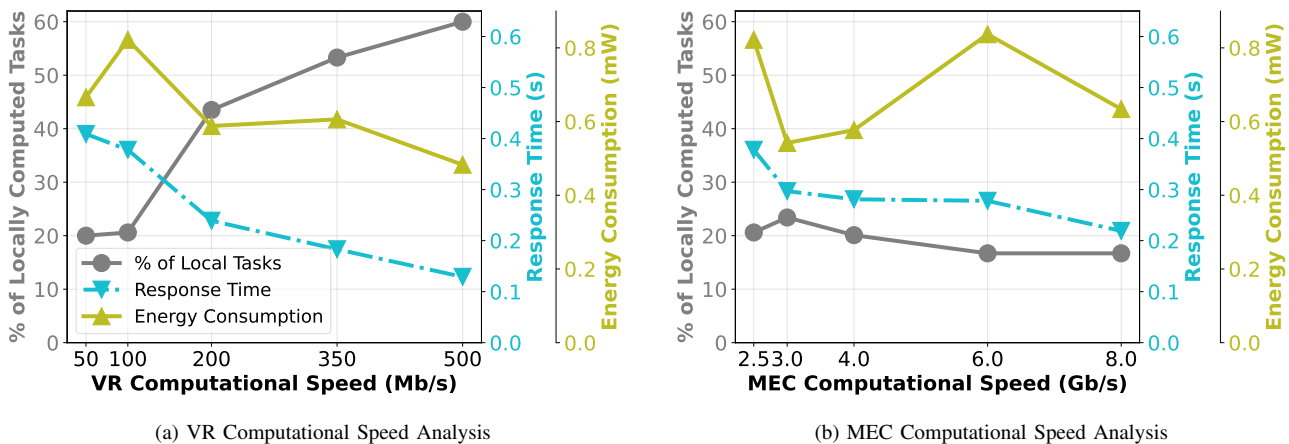 % of Locally Computed Tasks
60
50
40
30
20
10
0
50 100 200 350 500
VR Computational Speed (Mb/s)
% of Local Tasks
Response Time
Energy Consumption
0.6
0.5
0.4
0.3
0.2
0.1
0.0
Response Time (s)
0.8
0.6
0.4
0.2
0.0
Energy Consumption (mW)
(a) VR Computational Speed Analysis
% of Locally Computed Tasks
60
50
40
30
20
10
0
2.5 3.0 4.0 6.0 8.0
MEC Computational Speed (Gb/s)
0.6
0.5
0.4
0.3
0.2
0.1
0.0
Response Time (s)
0.8
0.6
0.4
0.2
0.0
Energy Consumption (mW)
(b) MEC Computational Speed Analysis